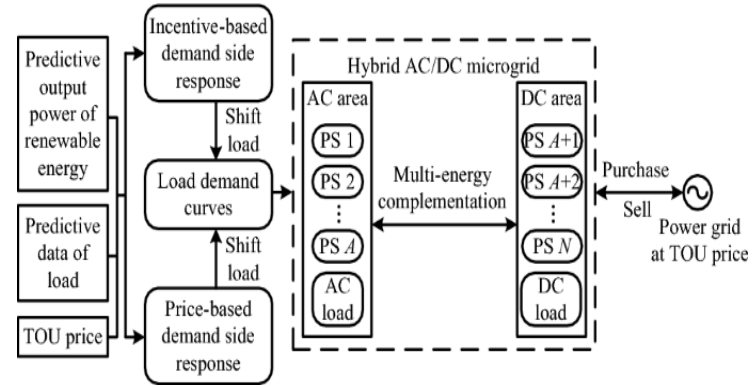 Predictive
output
power of
renewable
energy
Predictive
data of
load
TOU price
Incentive-based
demand side
response
Shift
load
Load demand
curves
Shift
load
Price-based
demand side
response
Hybrid AC/DC microgrid
AC area
PS 1
PS 2
⋮
PS A
AC
load
Multi-energy
complementation
DC area
PS A+1
PS A+2
⋮
PS N
DC load
Purchase
Sell
Power grid
at TOU price